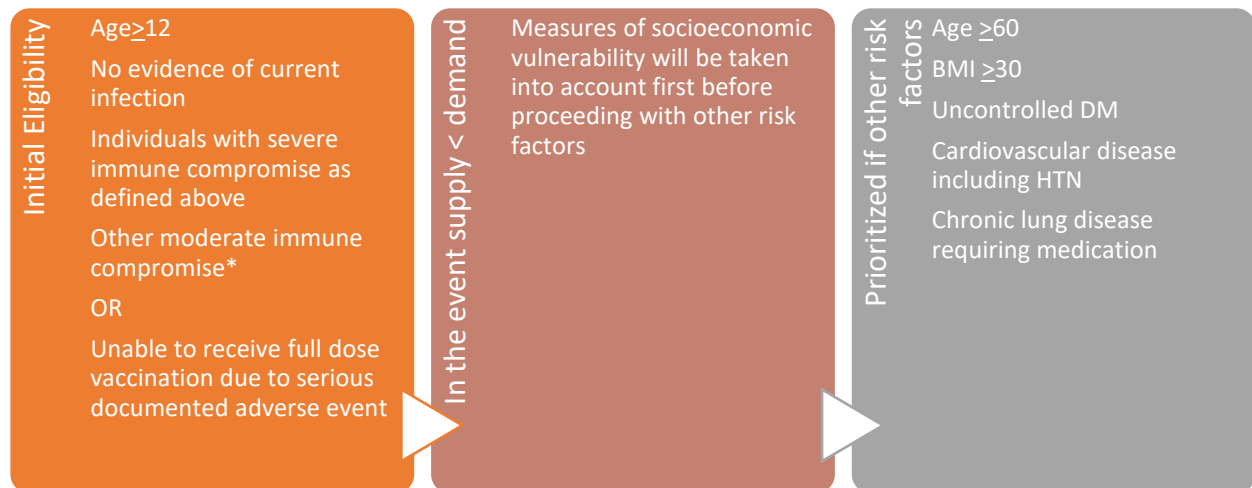 Initial Eligibility
Age≥12
No evidence of current
infection
Individuals with severe
immune compromise as
defined above
Other moderate immune
compromise*
OR
Unable to receive full dose
vaccination due to serious
documented adverse event
In the event supply < demand
Measures of socioeconomic
vulnerability will be taken
into account first before
proceeding with other risk
factors
Prioritized if other risk
factors
Age ≥60
BMI ≥30
Uncontrolled DM
Cardiovascular disease
including HTN
Chronic lung disease
requiring medication